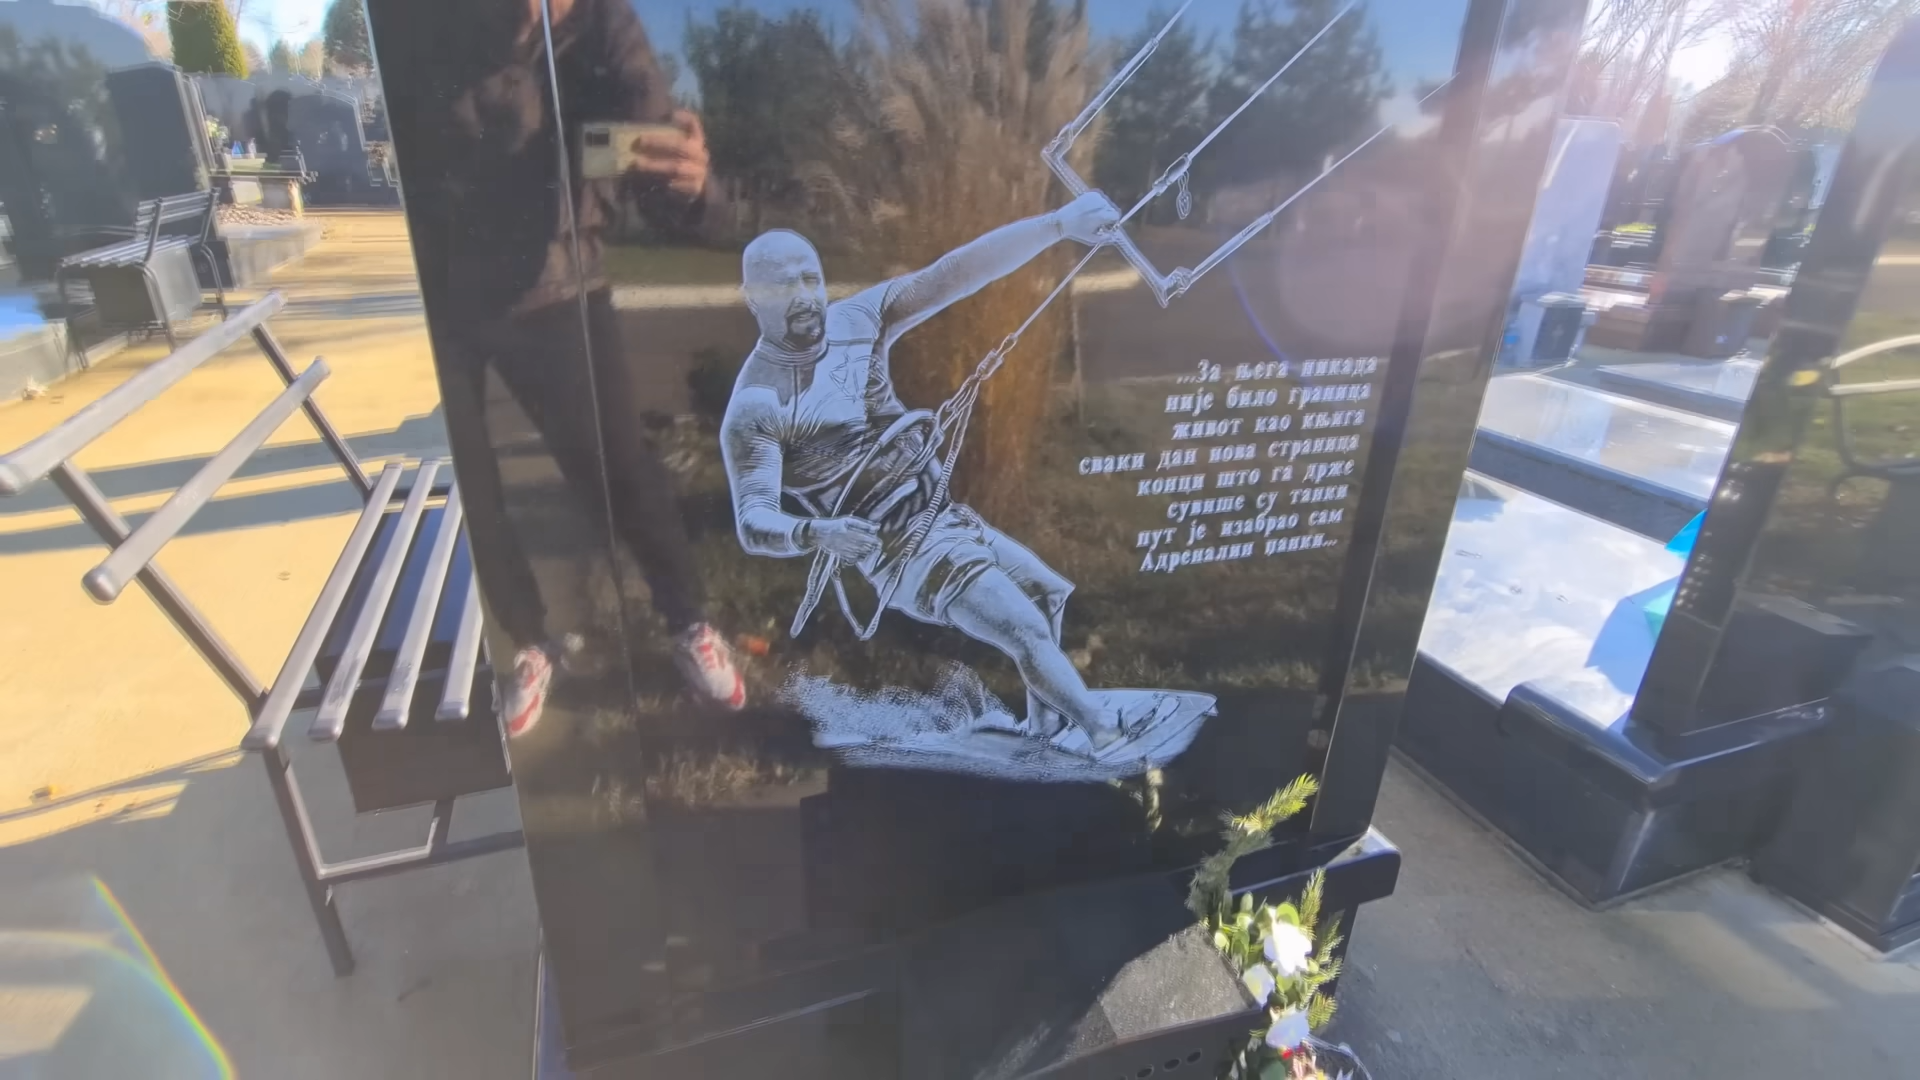 ...За њега никада
није било граница
живот као књига
сваки дан нова страница
конци што га држе
сувише су танки
пут је изабрао сам
Адреналин џанки...